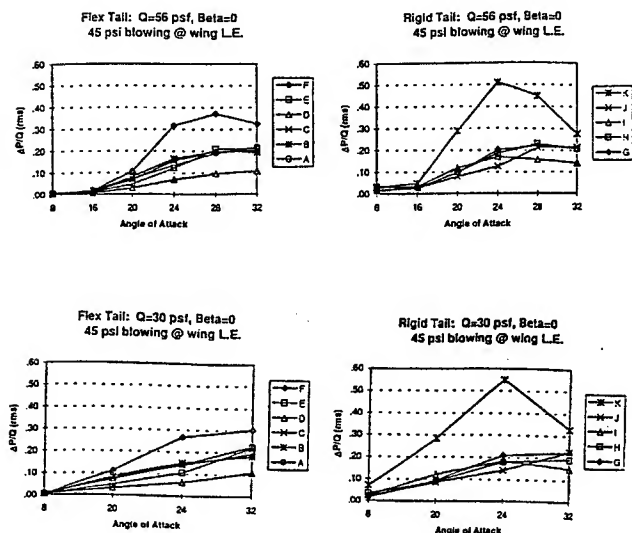 Flex Tail: Q=56 psf, Beta=0
45 psi blowing @ wing L.E.
ΔP/Q (rms)
.60
.50
.40
.30
.20
.10
.00
8 16 20 24 28 32
Angle of Attack
F
E
D
C
B
A
Rigid Tail: Q=56 psf, Beta=0
45 psi blowing @ wing L.E.
ΔP/Q (rms)
.60
.50
.40
.30
.20
.10
.00
8 16 20 24 28 32
Angle of Attack
K
J
I
H
G
Flex Tail: Q=30 psf, Beta=0
45 psi blowing @ wing L.E.
ΔP/Q (rms)
.60
.50
.40
.30
.20
.10
.00
8 20 24 32
Angle of Attack
F
E
D
C
B
A
Rigid Tail: Q=30 psf, Beta=0
45 psi blowing @ wing L.E.
ΔP/Q (rms)
.60
.50
.40
.30
.20
.10
.00
8 20 24 32
Angle of Attack
K
J
I
H
G